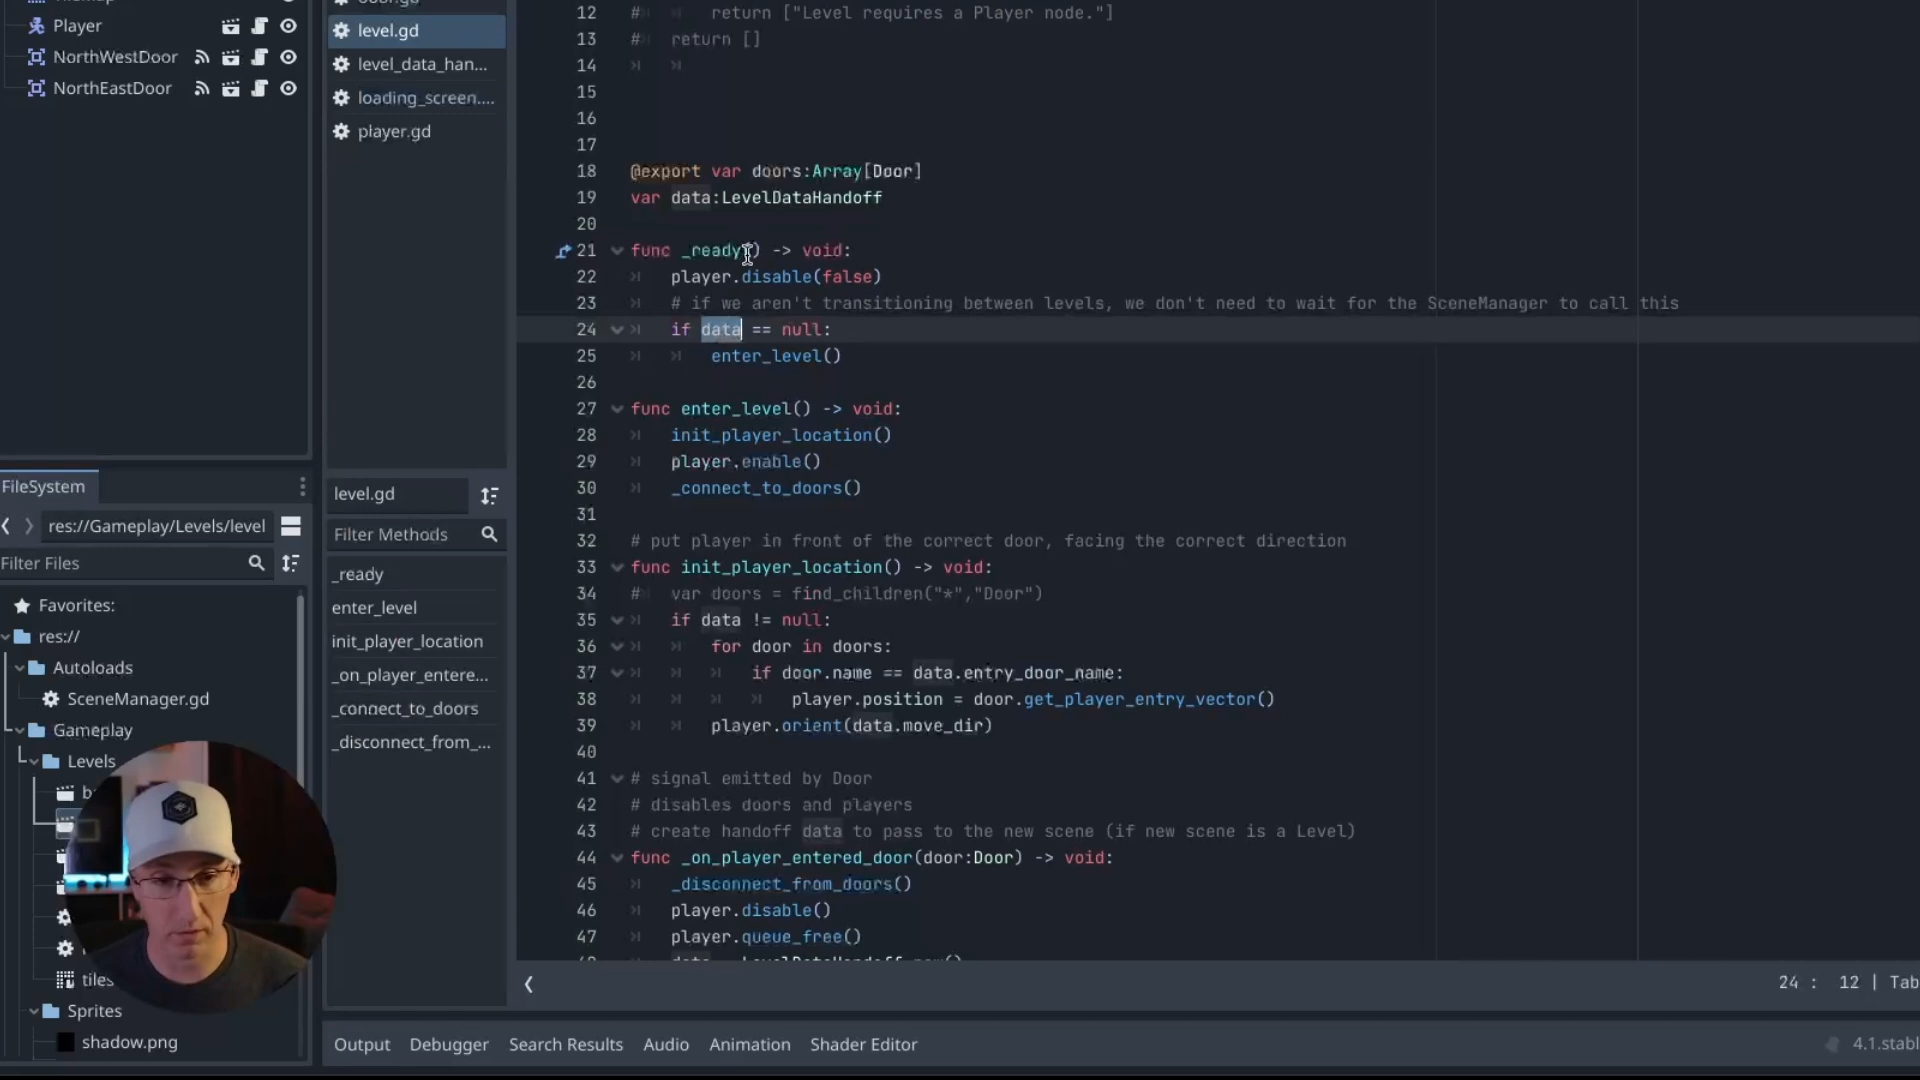 Player
NorthWestDoor
NorthEastDoor
FileSystem
res://Gameplay/Levels/level
Filter Files
Favorites:
res://
Autoloads
SceneManager.gd
Gameplay
Levels
tiles
Sprites
shadow.png
level.gd
level_data_han...
loading_screen....
player.gd
level.gd
Filter Methods
_ready
enter_level
init_player_location
_on_player_entere...
_connect_to_doors
_disconnect_from_...
12 # return ["Level requires a Player node."]
13 # return []
14
15
16
17
18 @export var doors:Array[Door]
19 var data:LevelDataHandoff
20
21 func _ready() -> void:
22 player.disable(false)
23 # if we aren't transitioning between levels, we don't need to wait for the SceneManager to call this
24 if data == null:
25 enter_level()
26
27 func enter_level() -> void:
28 init_player_location()
29 player.enable()
30 _connect_to_doors()
31
32 # put player in front of the correct door, facing the correct direction
33 func init_player_location() -> void:
34 # var doors = find_children("*","Door")
35 if data != null:
36 for door in doors:
37 if door.name == data.entry_door_name:
38 player.position = door.get_player_entry_vector()
39 player.orient(data.move_dir)
40
41 # signal emitted by Door
42 # disables doors and players
43 # create handoff data to pass to the new scene (if new scene is a Level)
44 func _on_player_entered_door(door:Door) -> void:
45 _disconnect_from_doors()
46 player.disable()
47 player.queue_free()
24 : 12 | Tab
Output Debugger Search Results Audio Animation Shader Editor
4.1.stabl